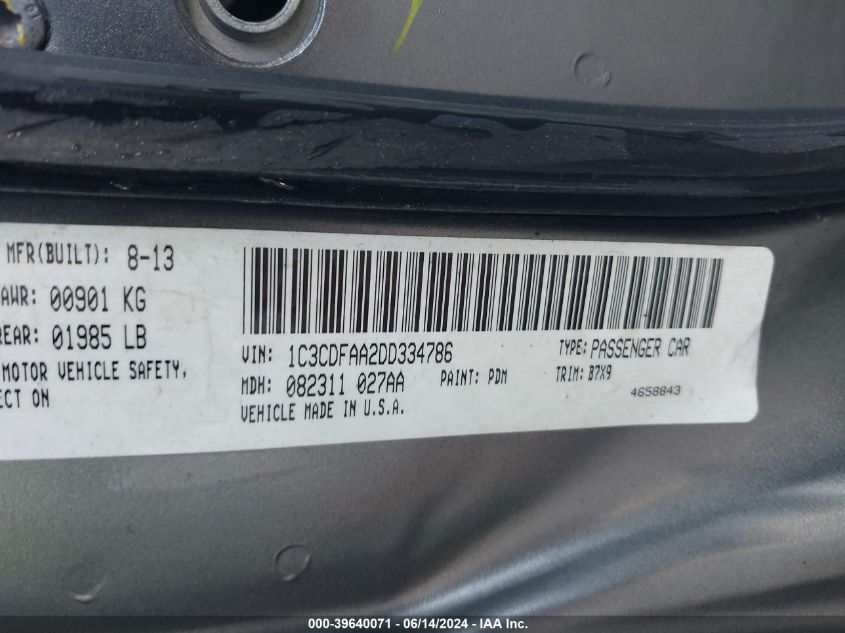 MFR(BUILT): 8-13
AWR: 00901 KG
REAR: 01985 LB
MOTOR VEHICLE SAFETY,
ECT ON
VIN: 1C3CDFAA2DD334786 TYPE: PASSENGER CAR
MDH: 082311 027AA PAINT: PDM TRIM: B7X9
VEHICLE MADE IN U.S.A. 4658843
000-39640071 - 06/14/2024 - IAA Inc.